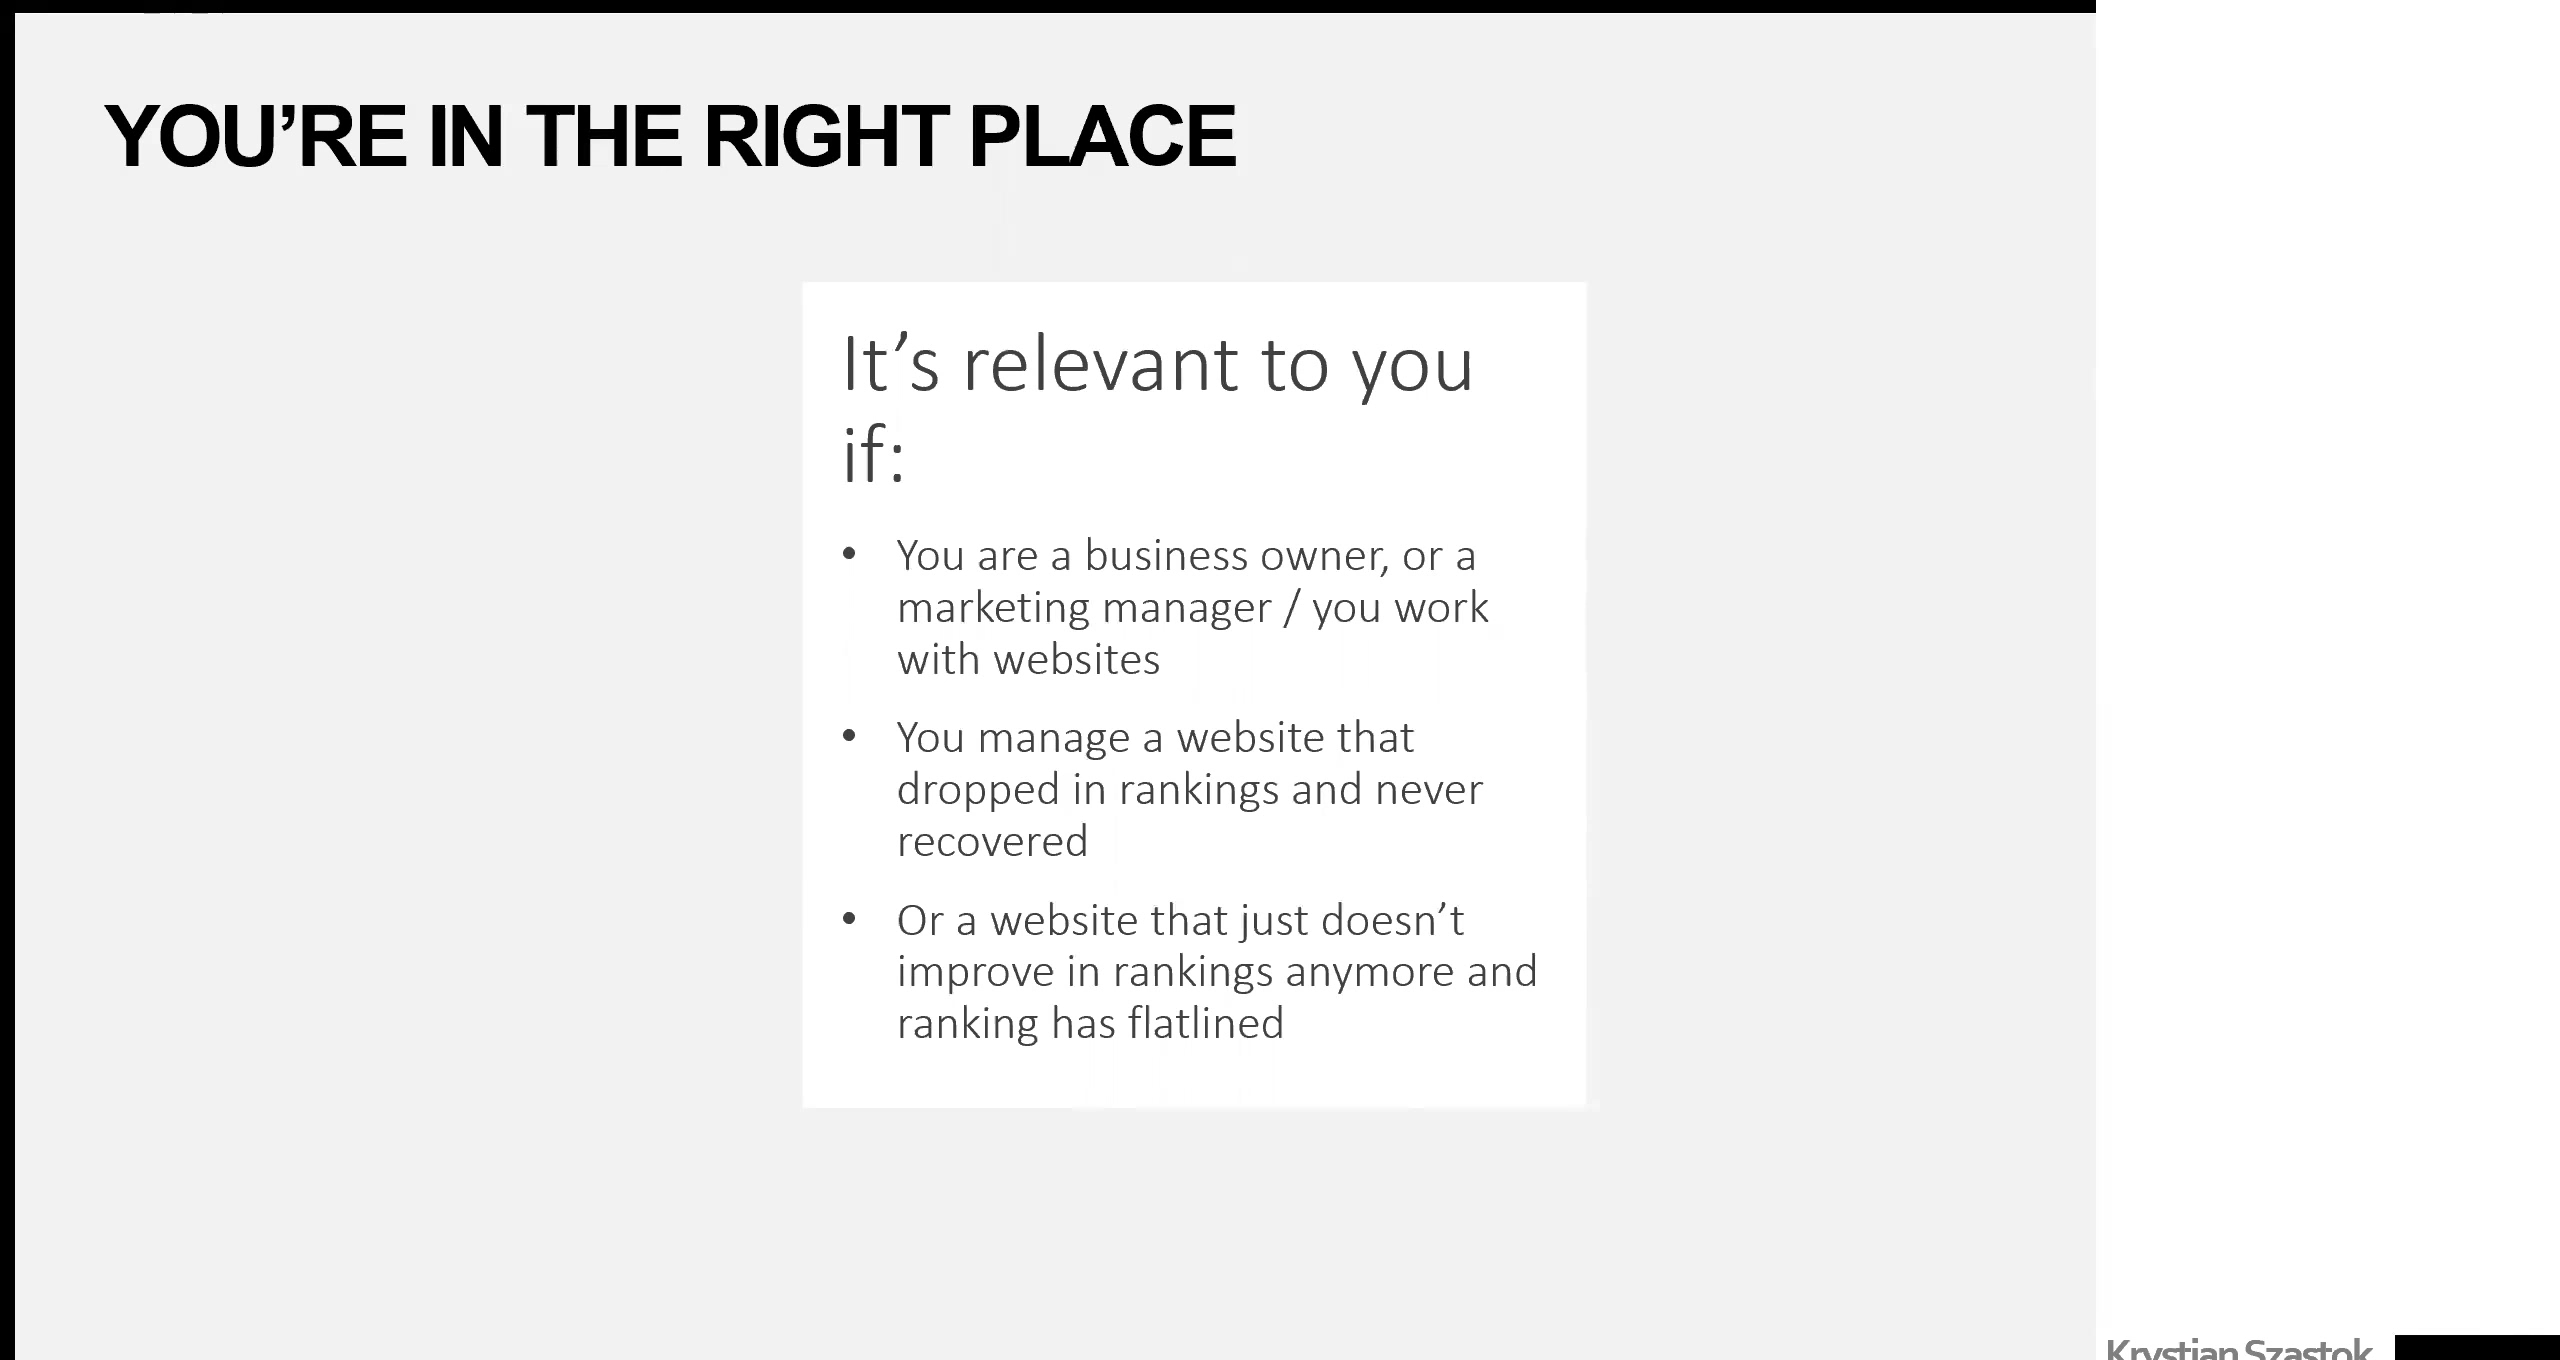 YOU’RE IN THE RIGHT PLACE
It’s relevant to you
if:
• You are a business owner, or a
marketing manager / you work
with websites
• You manage a website that
dropped in rankings and never
recovered
• Or a website that just doesn’t
improve in rankings anymore and
ranking has flatlined
Krystian Szastok